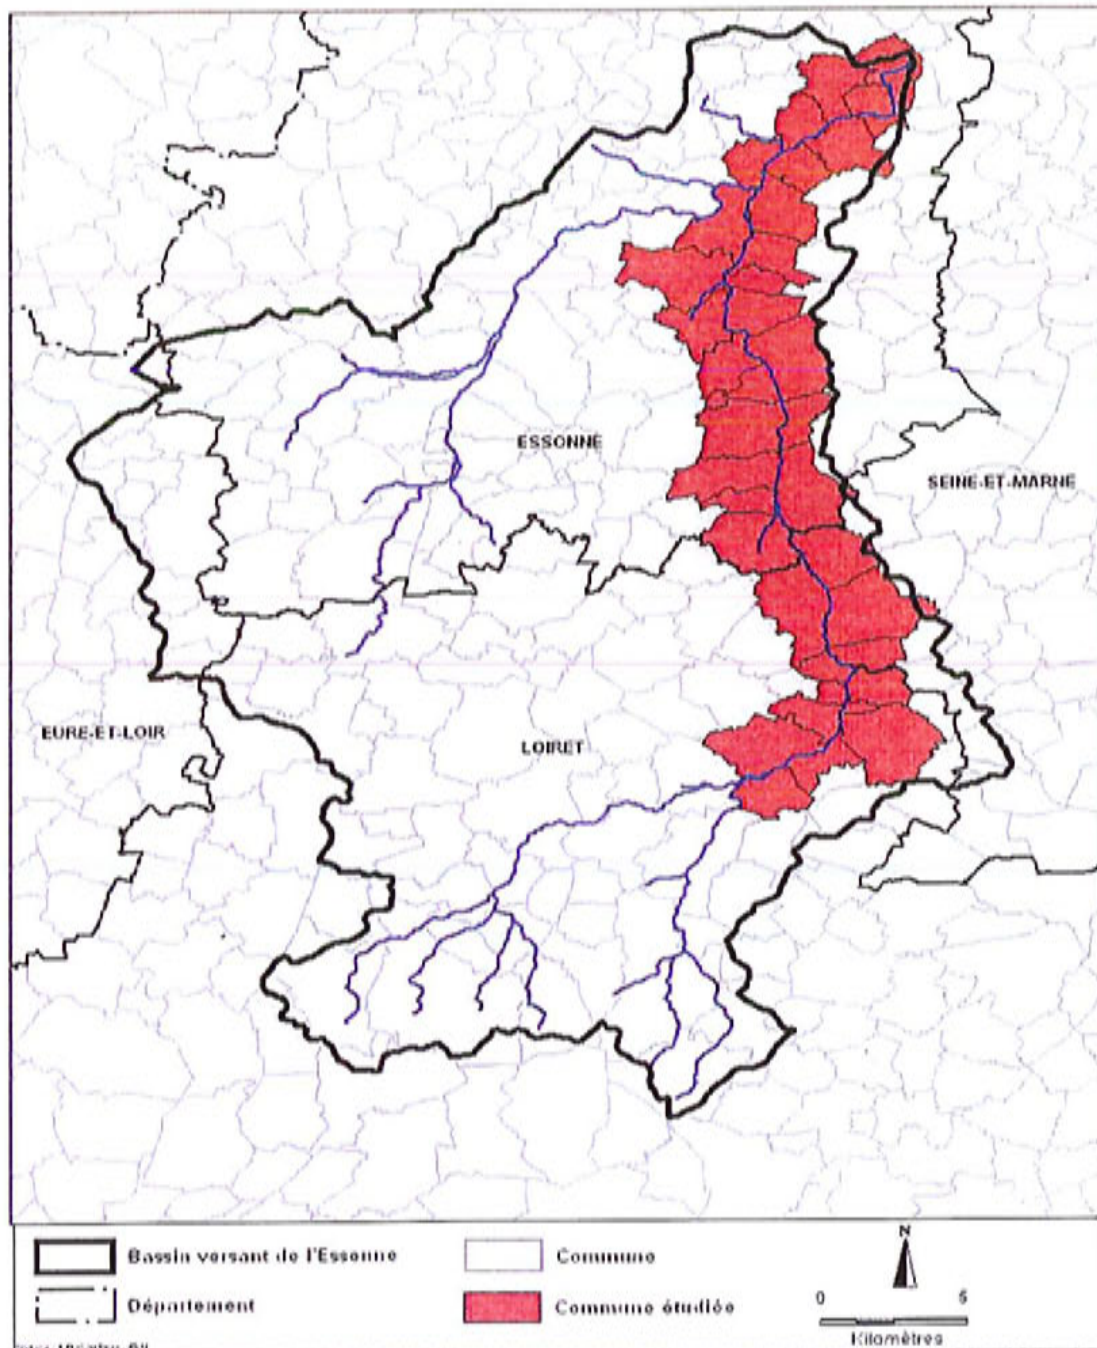 ESSONNE
SEINE-ET-MARNE
EURE-ET-LOIR
LOIRET
Bassin versant de l'Essonne
Commune
N
Département
Commune étudiée
0 5
Kilomètres